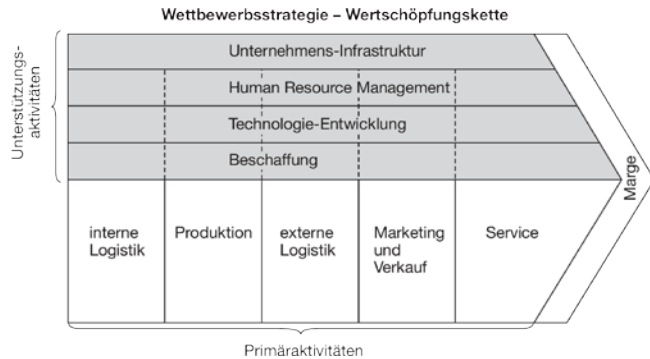 Wettbewerbsstrategie – Wertschöpfungskette
Unterstützungs-
aktivitäten
Unternehmens-Infrastruktur
Human Resource Management
Technologie-Entwicklung
Beschaffung
interne
Logistik
Produktion
externe
Logistik
Marketing
und
Verkauf
Service
Marge
Primäraktivitäten